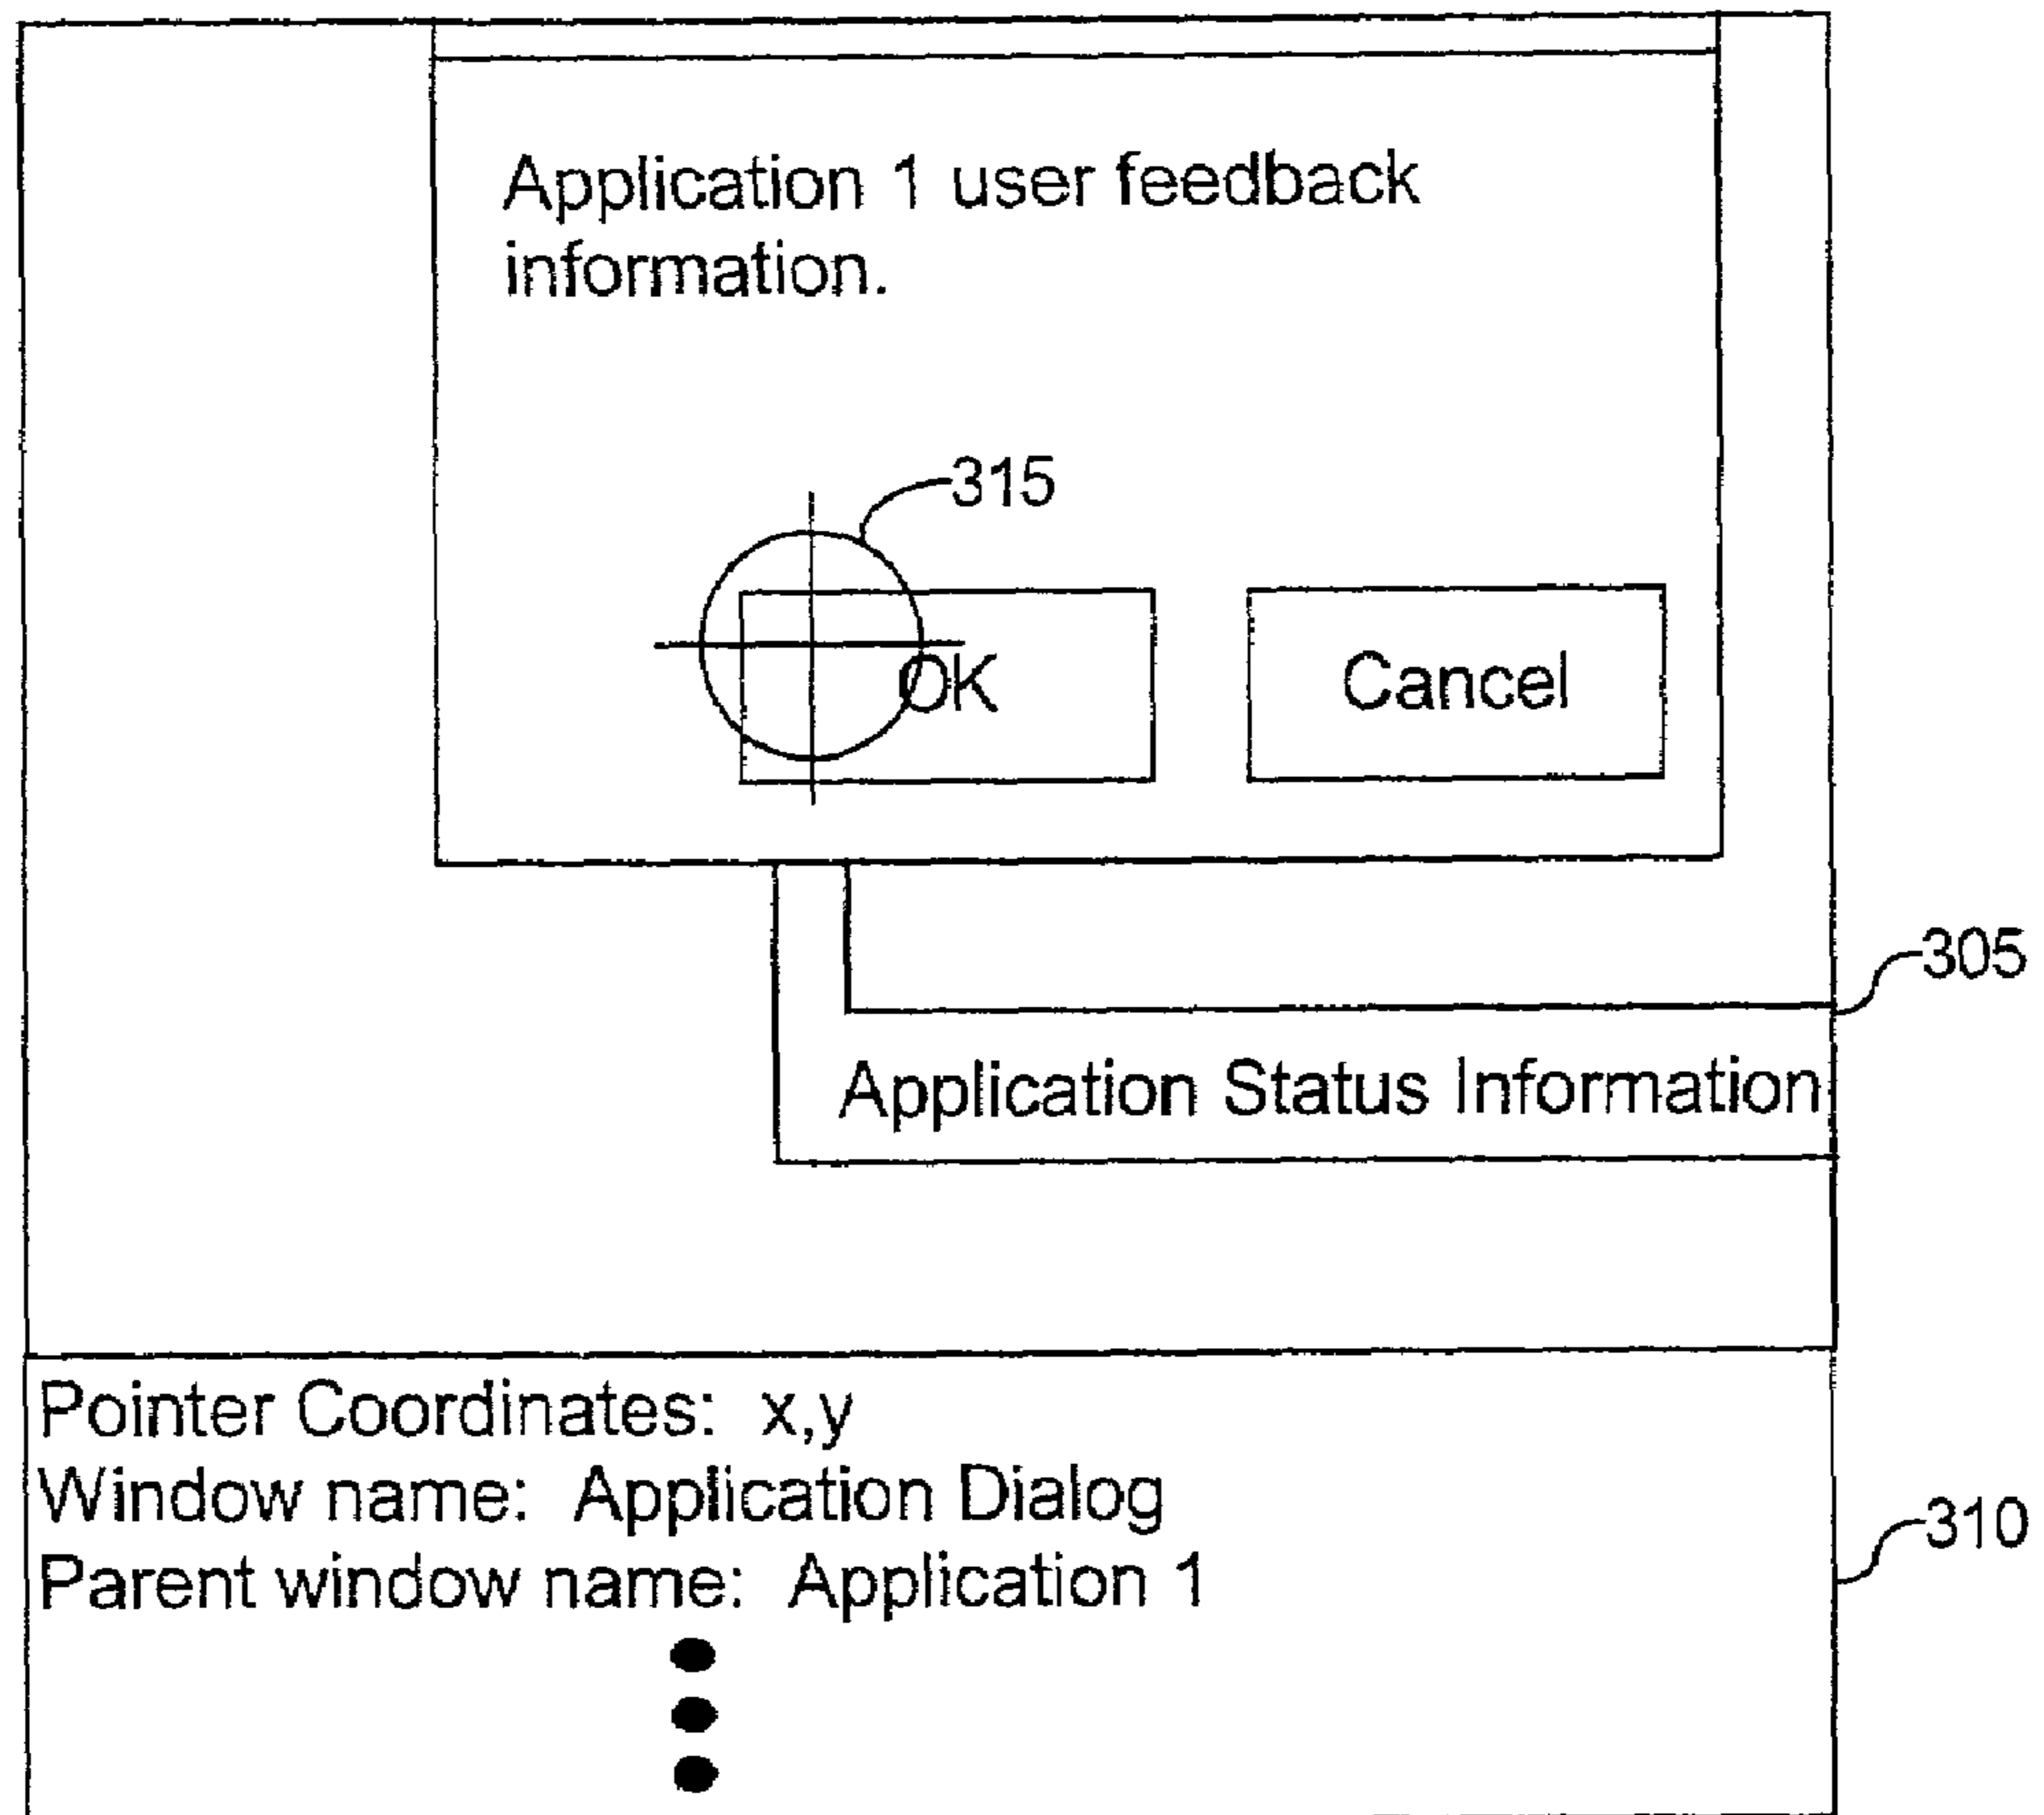 Application 1 user feedback
information.
315
OK
Cancel
305
Application Status Information
Pointer Coordinates: x,y
Window name: Application Dialog
310
Parent window name: Application 1